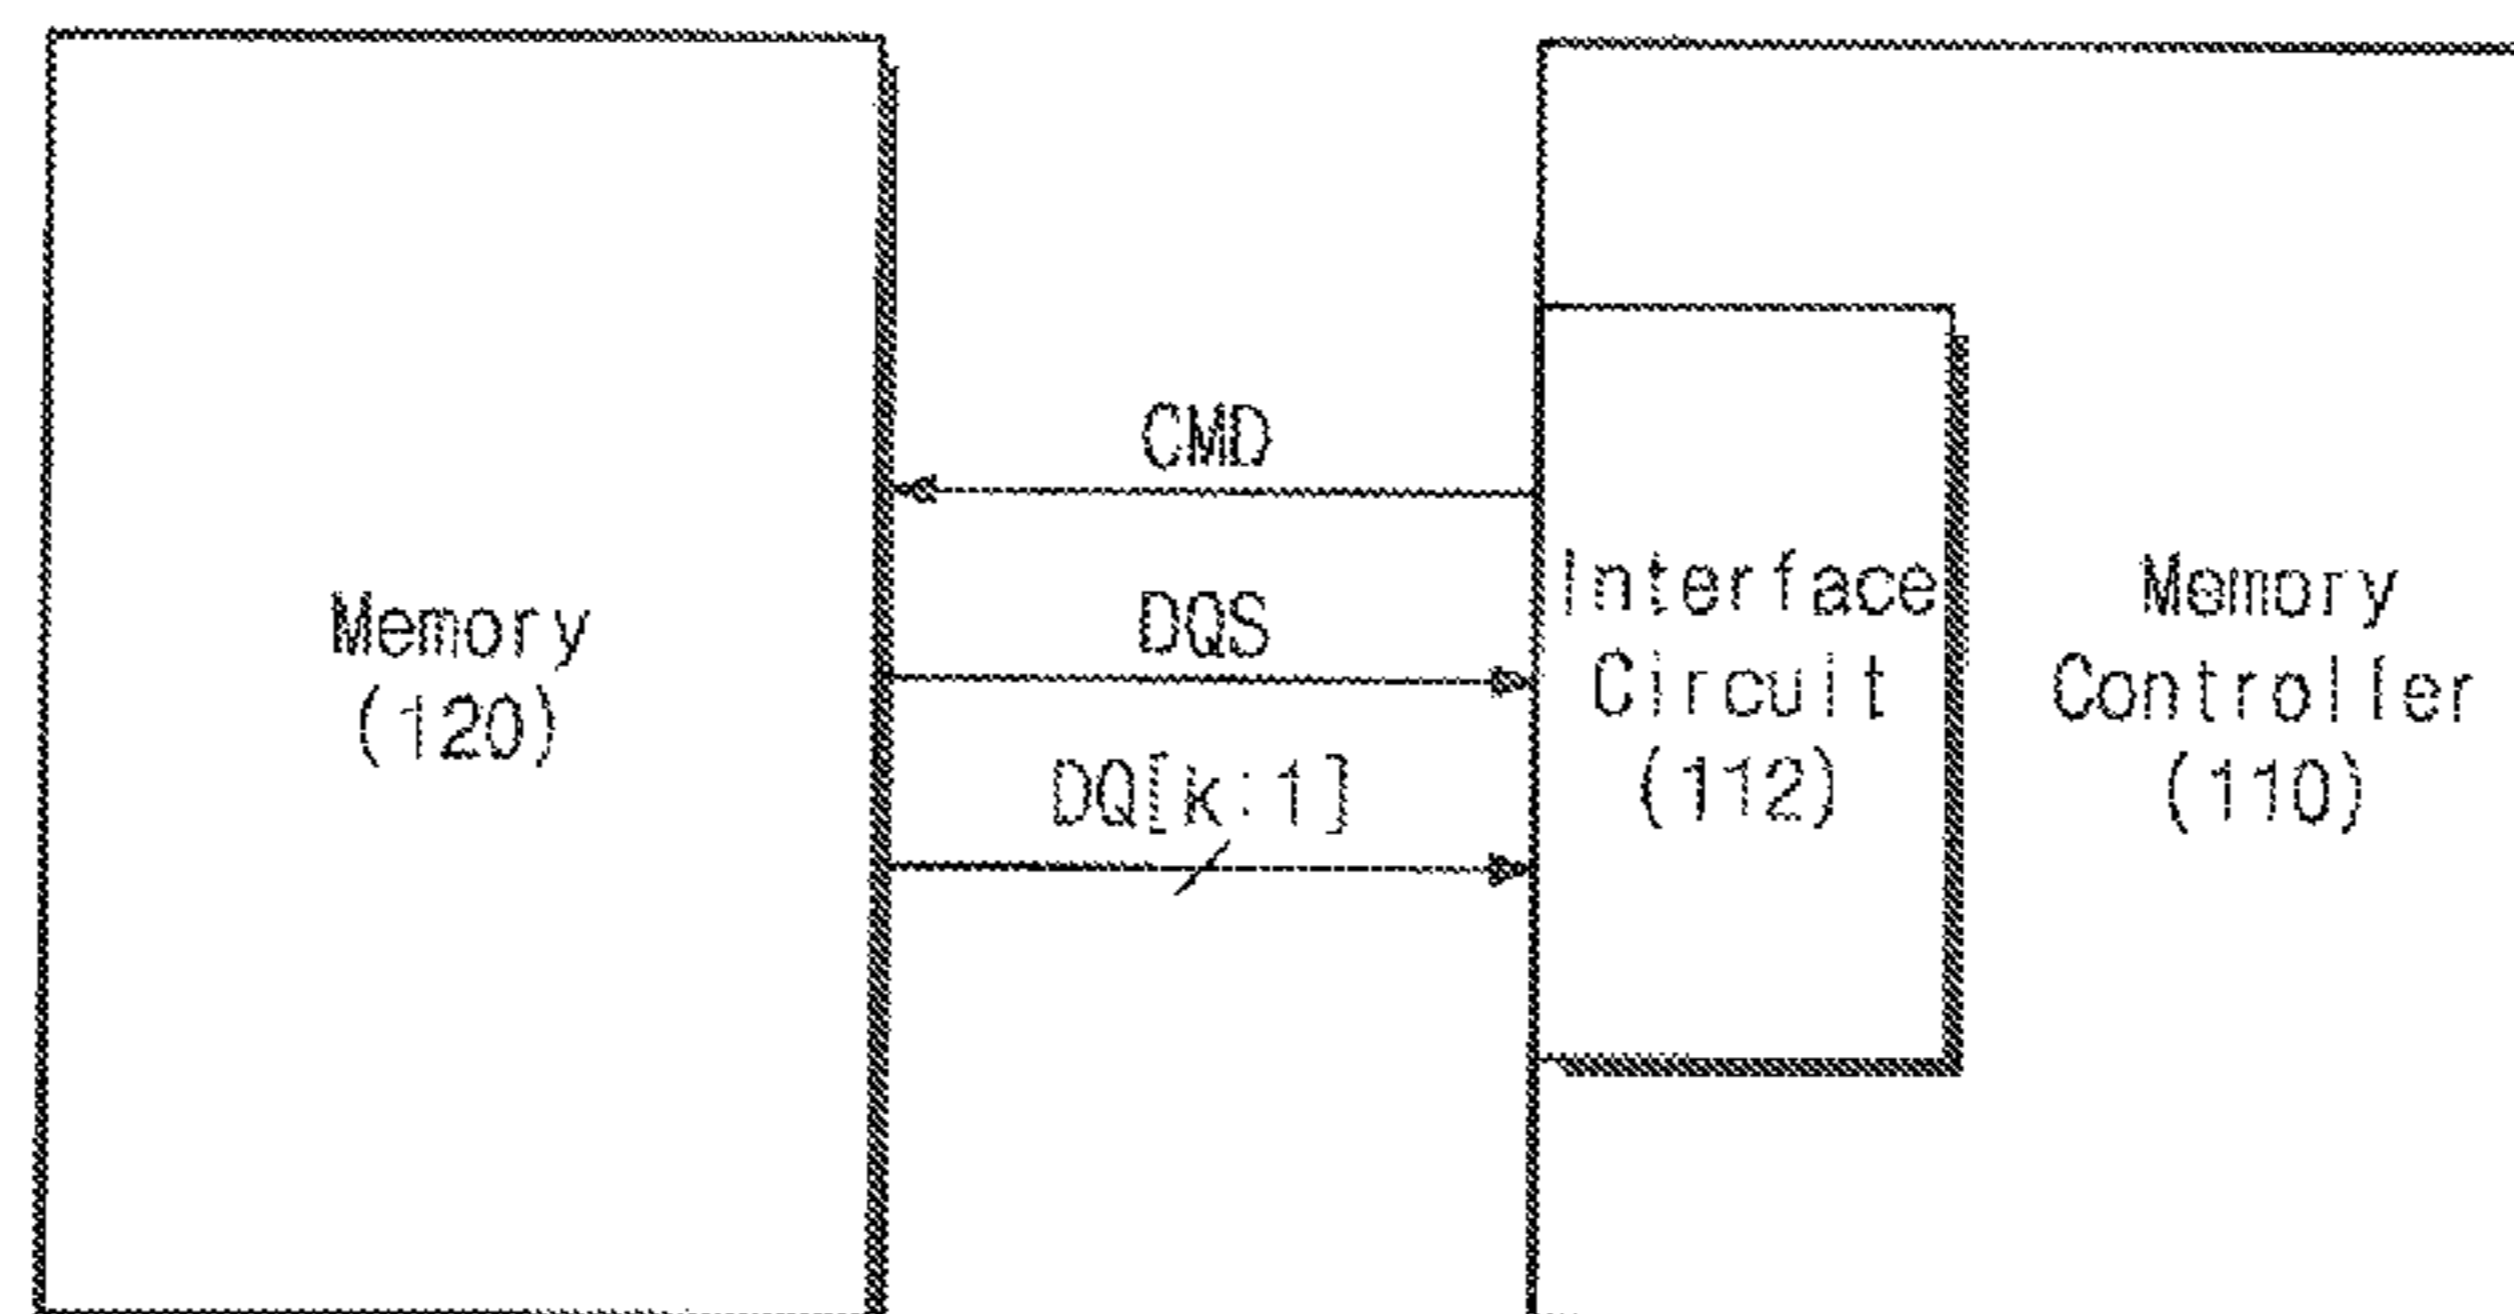 Memory
(120)
CMD
DQS
DQ[k:1]
Interface
Circuit
(112)
Memory
Controller
(110)